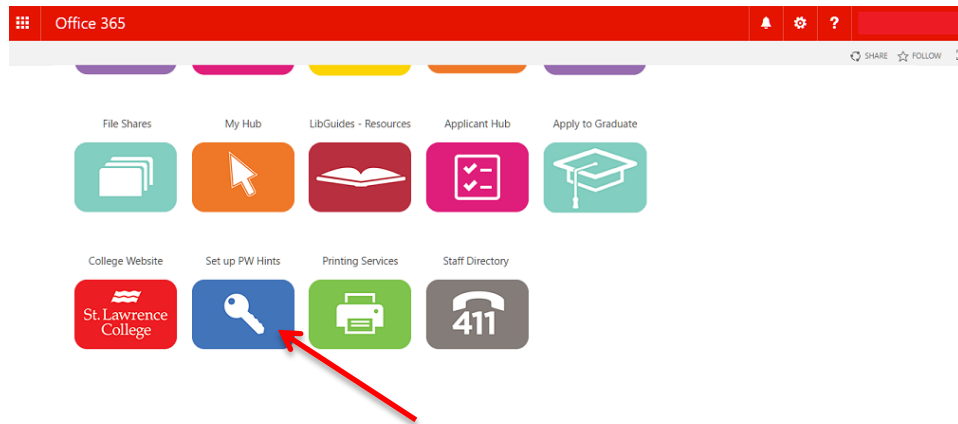 Office 365
?
SHARE FOLLOW
File Shares
My Hub
LibGuides - Resources
Applicant Hub
Apply to Graduate
College Website
Set up PW Hints
Printing Services
Staff Directory
St. Lawrence
College
411